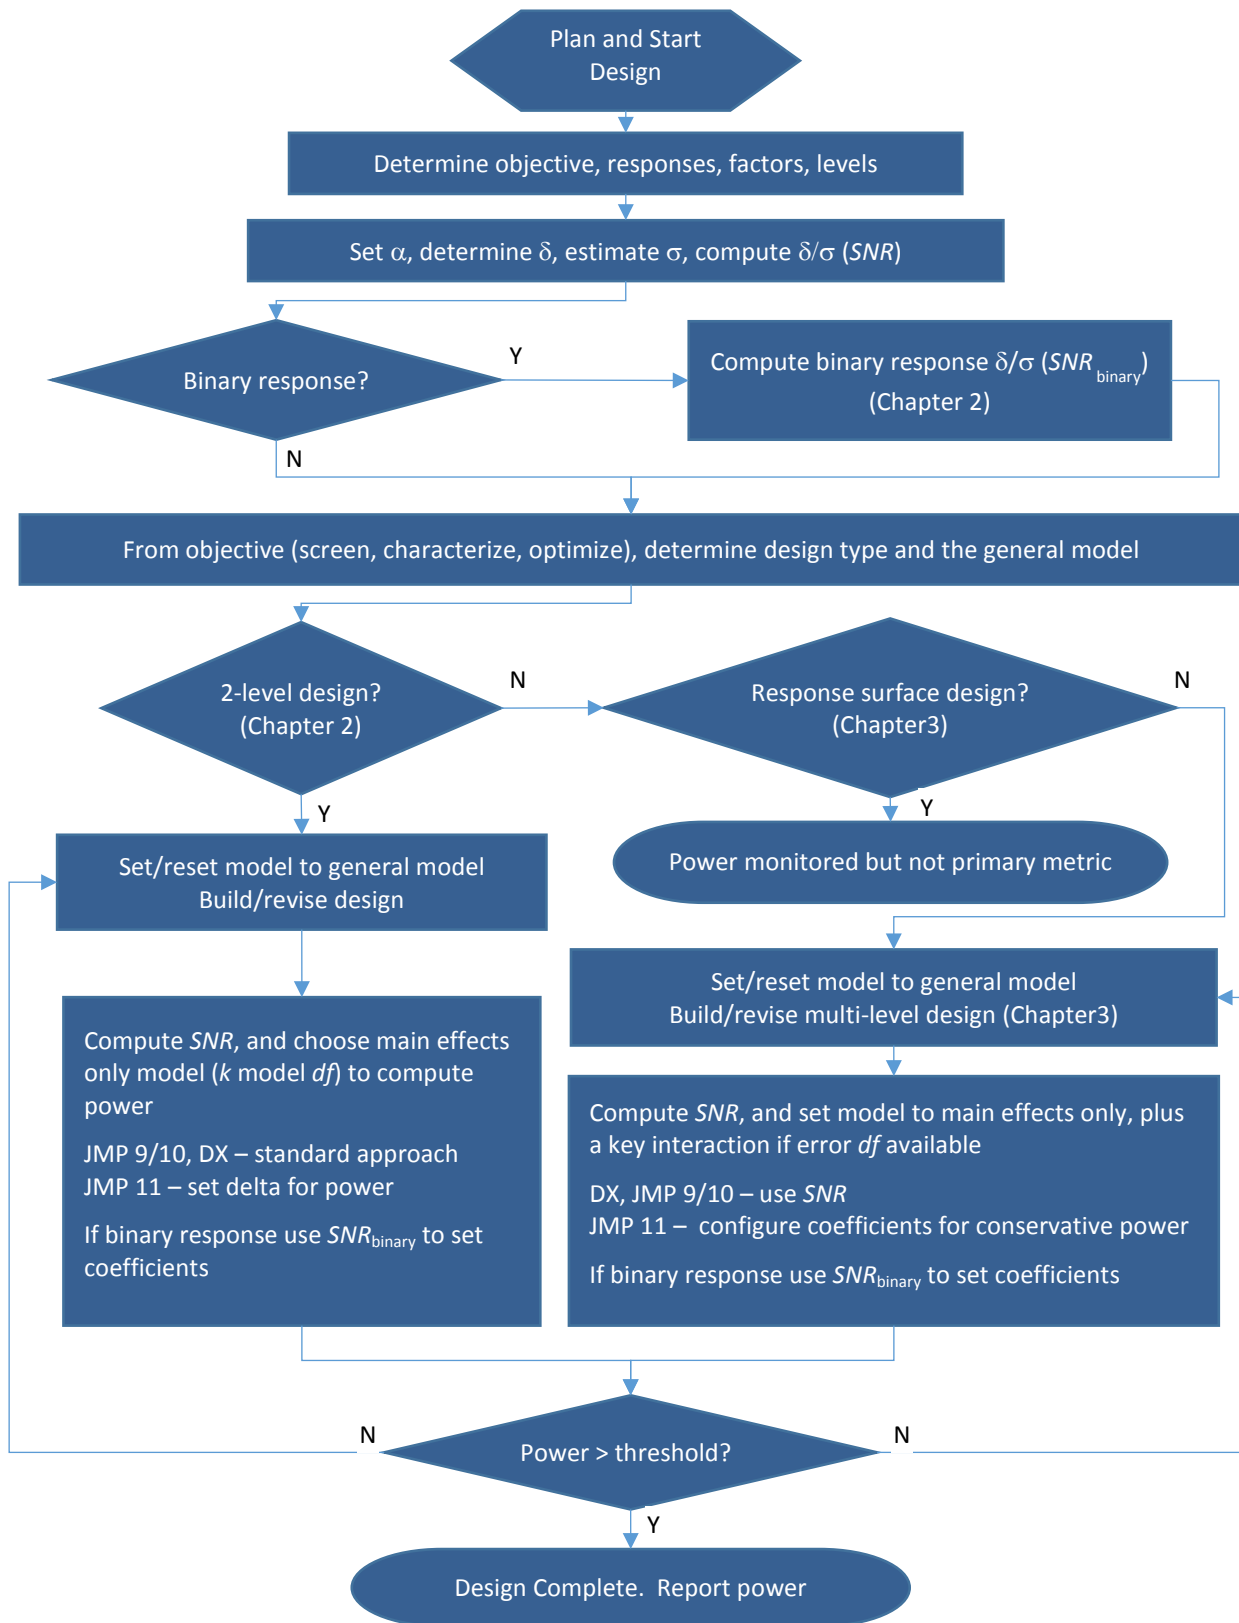 Plan and Start
Design
Determine objective, responses, factors, levels
Set α, determine δ, estimate σ, compute δ/σ (SNR)
Binary response?
Y
Compute binary response δ/σ (SNR binary)
(Chapter 2)
N
From objective (screen, characterize, optimize), determine design type and the general model
2-level design?
(Chapter 2)
N
Response surface design?
(Chapter3)
N
Y
Y
Power monitored but not primary metric
Set/reset model to general model
Build/revise design
Set/reset model to general model
Build/revise multi-level design (Chapter3)
Compute SNR, and choose main effects
only model (k model df) to compute
power
JMP 9/10, DX – standard approach
JMP 11 – set delta for power
If binary response use SNRbinary to set
coefficients
Compute SNR, and set model to main effects only, plus
a key interaction if error df available
DX, JMP 9/10 – use SNR
JMP 11 –  configure coefficients for conservative power
If binary response use SNRbinary to set coefficients
N
Power > threshold?
N
Y
Design Complete.  Report power